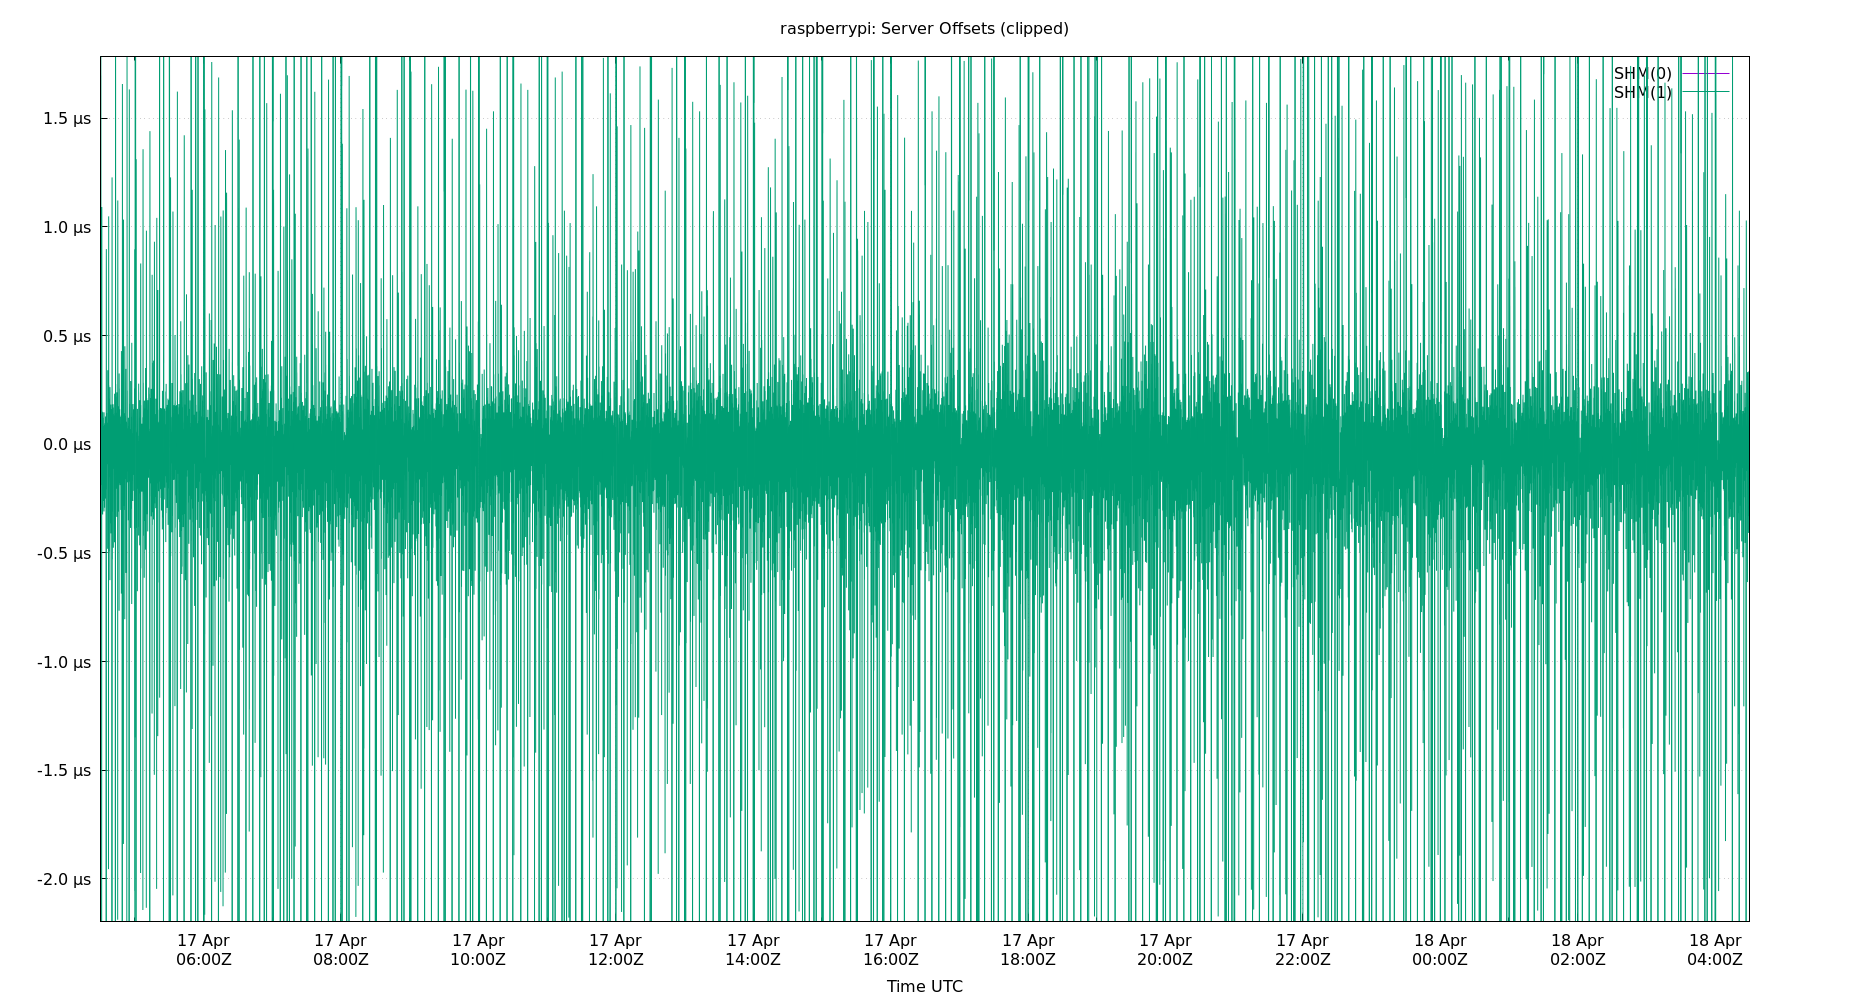 raspberrypi: Server Offsets (clipped)
SHM(0)
SHM(1)
1.5 µs
1.0 µs
0.5 µs
0.0 µs
-0.5 µs
-1.0 µs
-1.5 µs
-2.0 µs
17 Apr 17 Apr 17 Apr 17 Apr 17 Apr 17 Apr 17 Apr 17 Apr 17 Apr 18 Apr 18 Apr 18 Apr
06:00Z 08:00Z 10:00Z 12:00Z 14:00Z 16:00Z 18:00Z 20:00Z 22:00Z 00:00Z 02:00Z 04:00Z
Time UTC